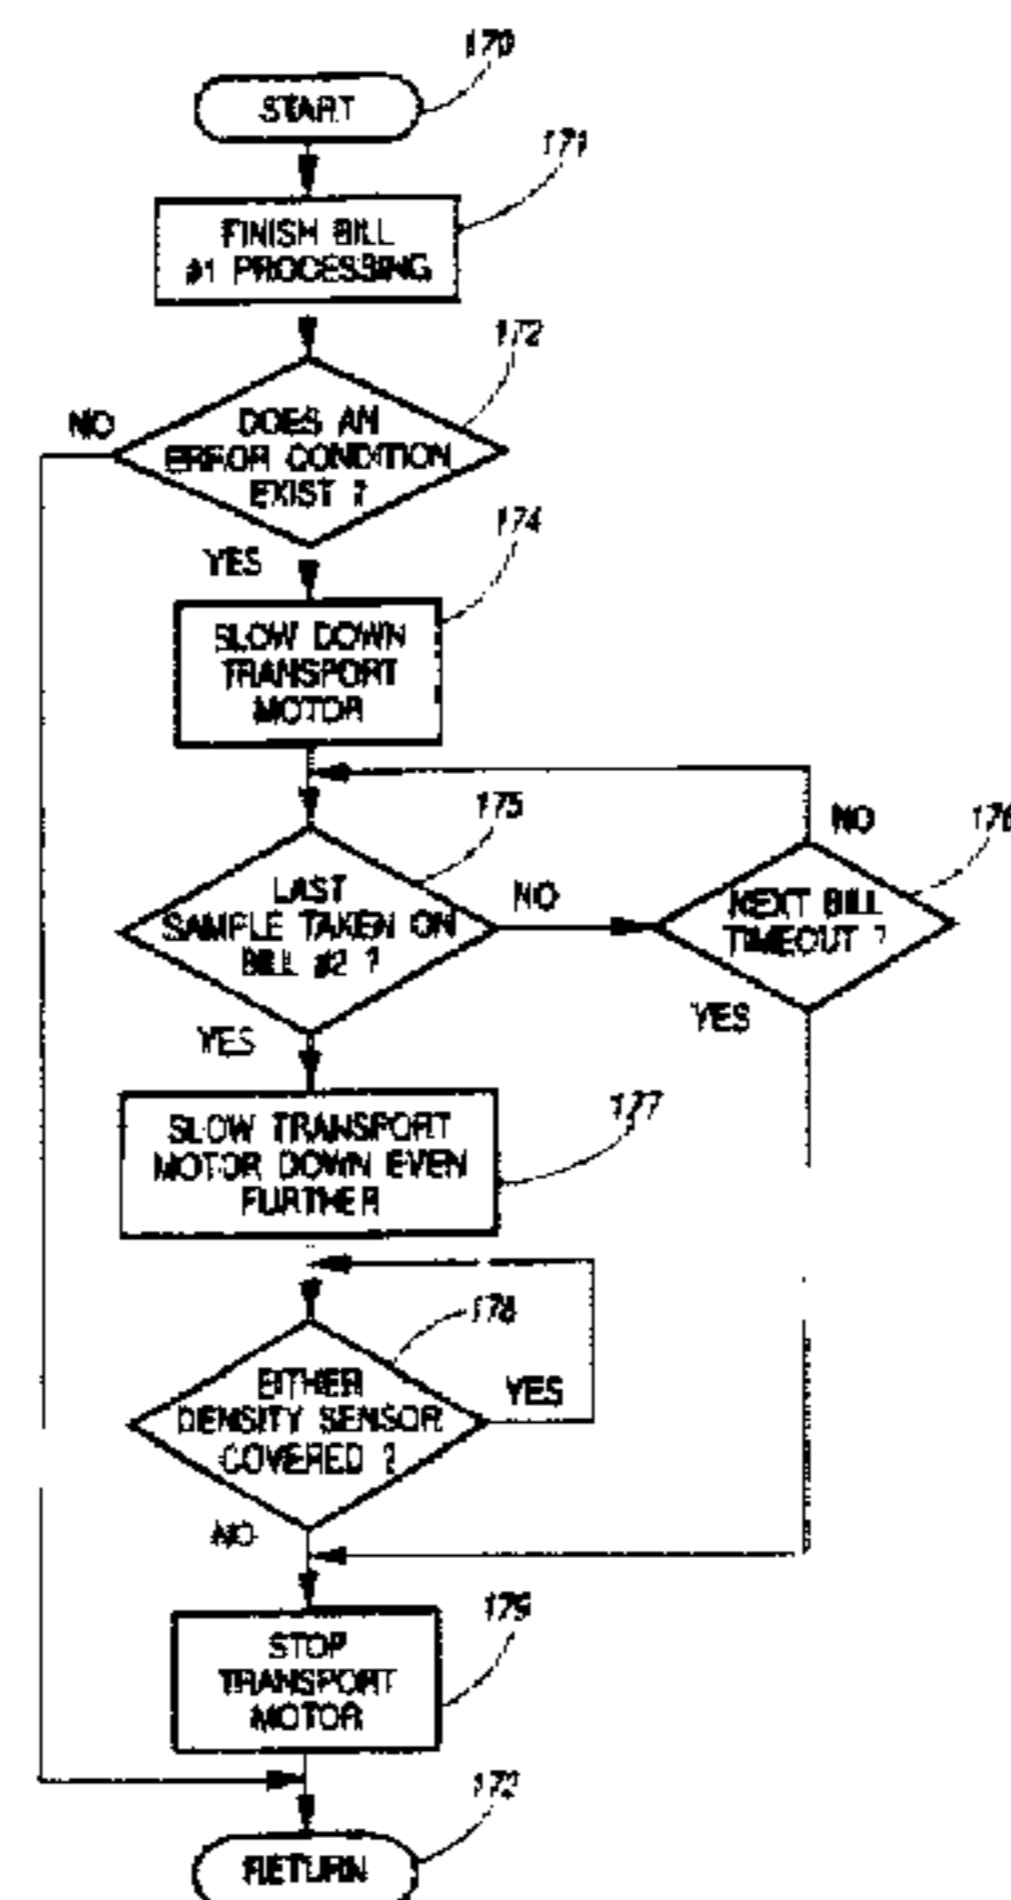 170
START
171
FINISH BILL
#1 PROCESSING
172
NO
DOES AN
ERROR CONDITION
EXIST ?
174
YES
SLOW DOWN
TRANSPORT
MOTOR
175
NO
176
LAST
SAMPLE TAKEN ON
BILL #2 ?
NO
NEXT BILL
TIMEOUT ?
YES
YES
SLOW TRANSPORT
MOTOR DOWN EVEN
FURTHER
177
178
EITHER
DENSITY SENSOR
COVERED ?
YES
NO
179
STOP
TRANSPORT
MOTOR
172
RETURN